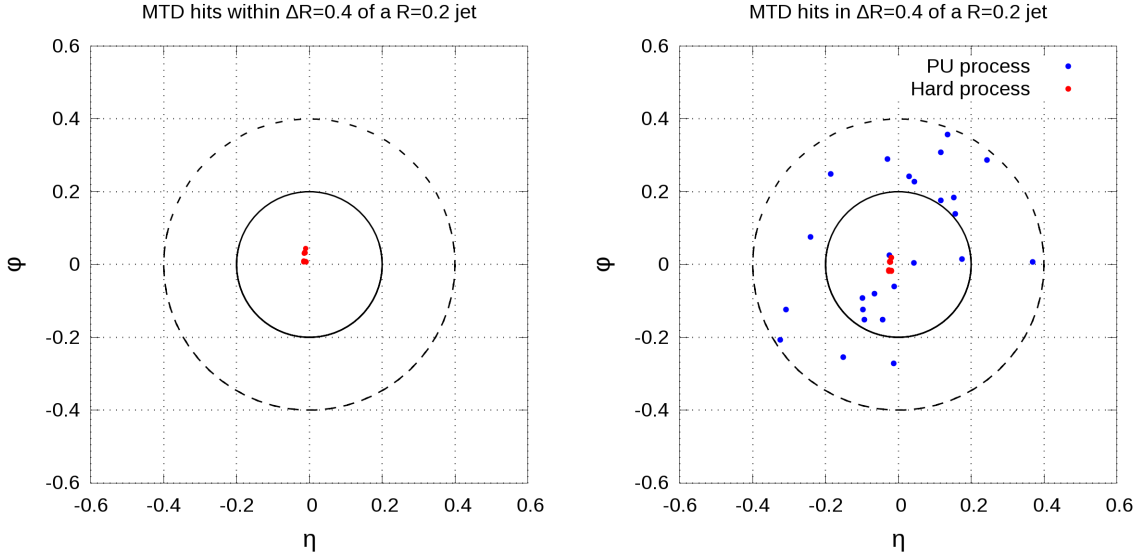 MTD hits within ΔR=0.4 of a R=0.2 jet
0.6
0.4
0.2
0
-0.2
-0.4
-0.6
-0.6 -0.4 -0.2 0 0.2 0.4 0.6
φ
η
MTD hits in ΔR=0.4 of a R=0.2 jet
PU process
Hard process
0.6
0.4
0.2
0
-0.2
-0.4
-0.6
-0.6 -0.4 -0.2 0 0.2 0.4 0.6
φ
η